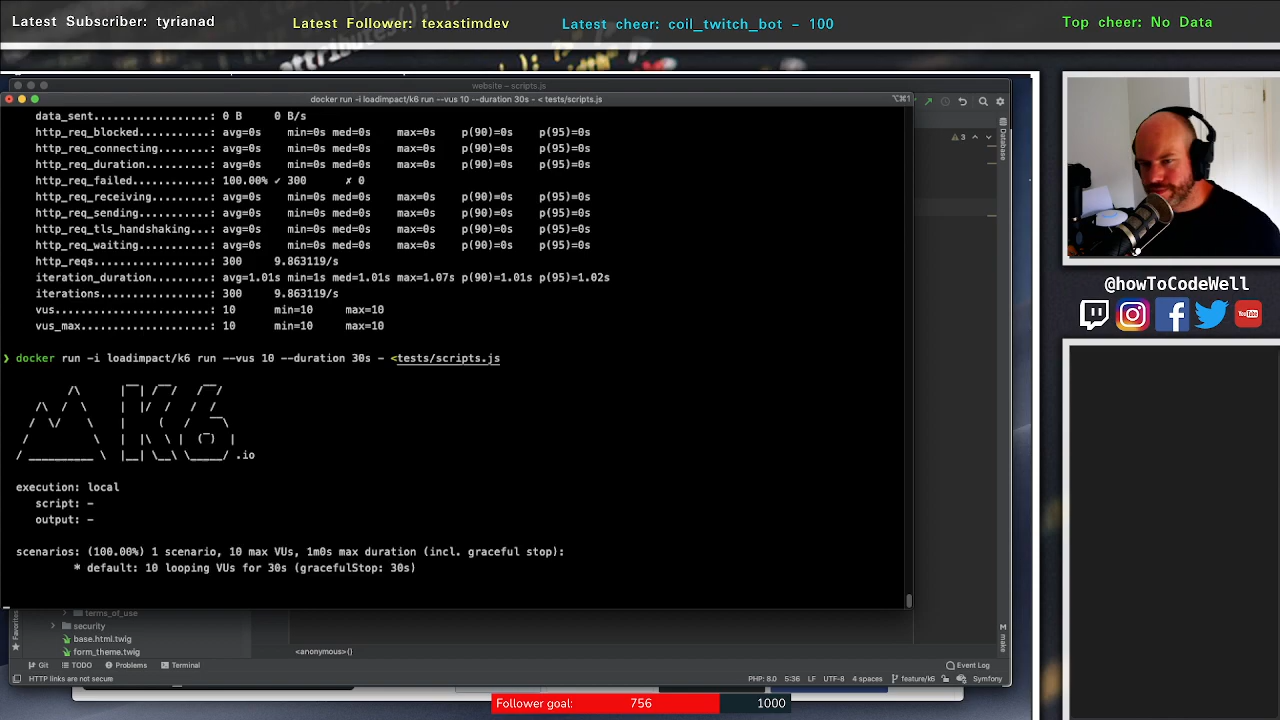 Latest Subscriber: tyrianad
Latest Follower: texastimdev
Latest cheer: coil_twitch_bot - 100
Top cheer: No Data
website – scripts.js
docker run -i loadimpact/k6 run --vus 10 --duration 30s - < tests/scripts.js
⌥⌘1
data_sent..................: 0 B 0 B/s
http_req_blocked...........: avg=0s min=0s med=0s max=0s p(90)=0s p(95)=0s
http_req_connecting........: avg=0s min=0s med=0s max=0s p(90)=0s p(95)=0s
http_req_duration..........: avg=0s min=0s med=0s max=0s p(90)=0s p(95)=0s
http_req_failed............: 100.00% ✓ 300 ✗ 0
http_req_receiving.........: avg=0s min=0s med=0s max=0s p(90)=0s p(95)=0s
http_req_sending...........: avg=0s min=0s med=0s max=0s p(90)=0s p(95)=0s
http_req_tls_handshaking...: avg=0s min=0s med=0s max=0s p(90)=0s p(95)=0s
http_req_waiting...........: avg=0s min=0s med=0s max=0s p(90)=0s p(95)=0s
http_reqs..................: 300 9.863119/s
iteration_duration.........: avg=1.01s min=1s med=1.01s max=1.07s p(90)=1.01s p(95)=1.02s
iterations.................: 300 9.863119/s
vus........................: 10 min=10 max=10
vus_max....................: 10 min=10 max=10
❯ docker run -i loadimpact/k6 run --vus 10 --duration 30s - <tests/scripts.js
K6
.io
execution: local
script: -
output: -
scenarios: (100.00%) 1 scenario, 10 max VUs, 1m0s max duration (incl. graceful stop):
* default: 10 looping VUs for 30s (gracefulStop: 30s)
3
Database
make
Favorites
terms_of_use
security
base.html.twig
form_theme.twig
<anonymous>()
Git
TODO
Problems
Terminal
Event Log
HTTP links are not secure
PHP: 8.0
5:36
LF
UTF-8
4 spaces
feature/k6
Symfony
@howToCodeWell
YouTube
Follower goal:
756
1000